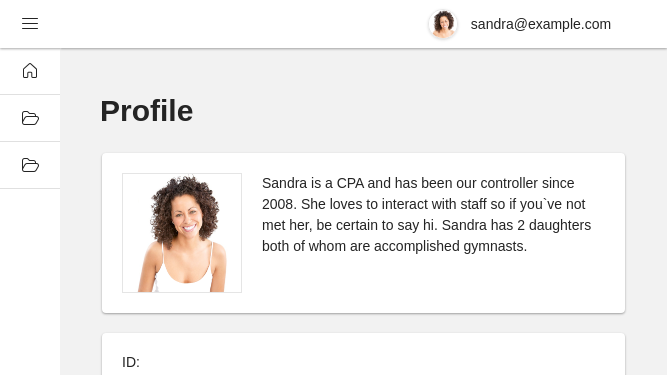 sandra@example.com
Profile
Sandra is a CPA and has been our controller since
2008. She loves to interact with staff so if you`ve not
met her, be certain to say hi. Sandra has 2 daughters
both of whom are accomplished gymnasts.
ID: